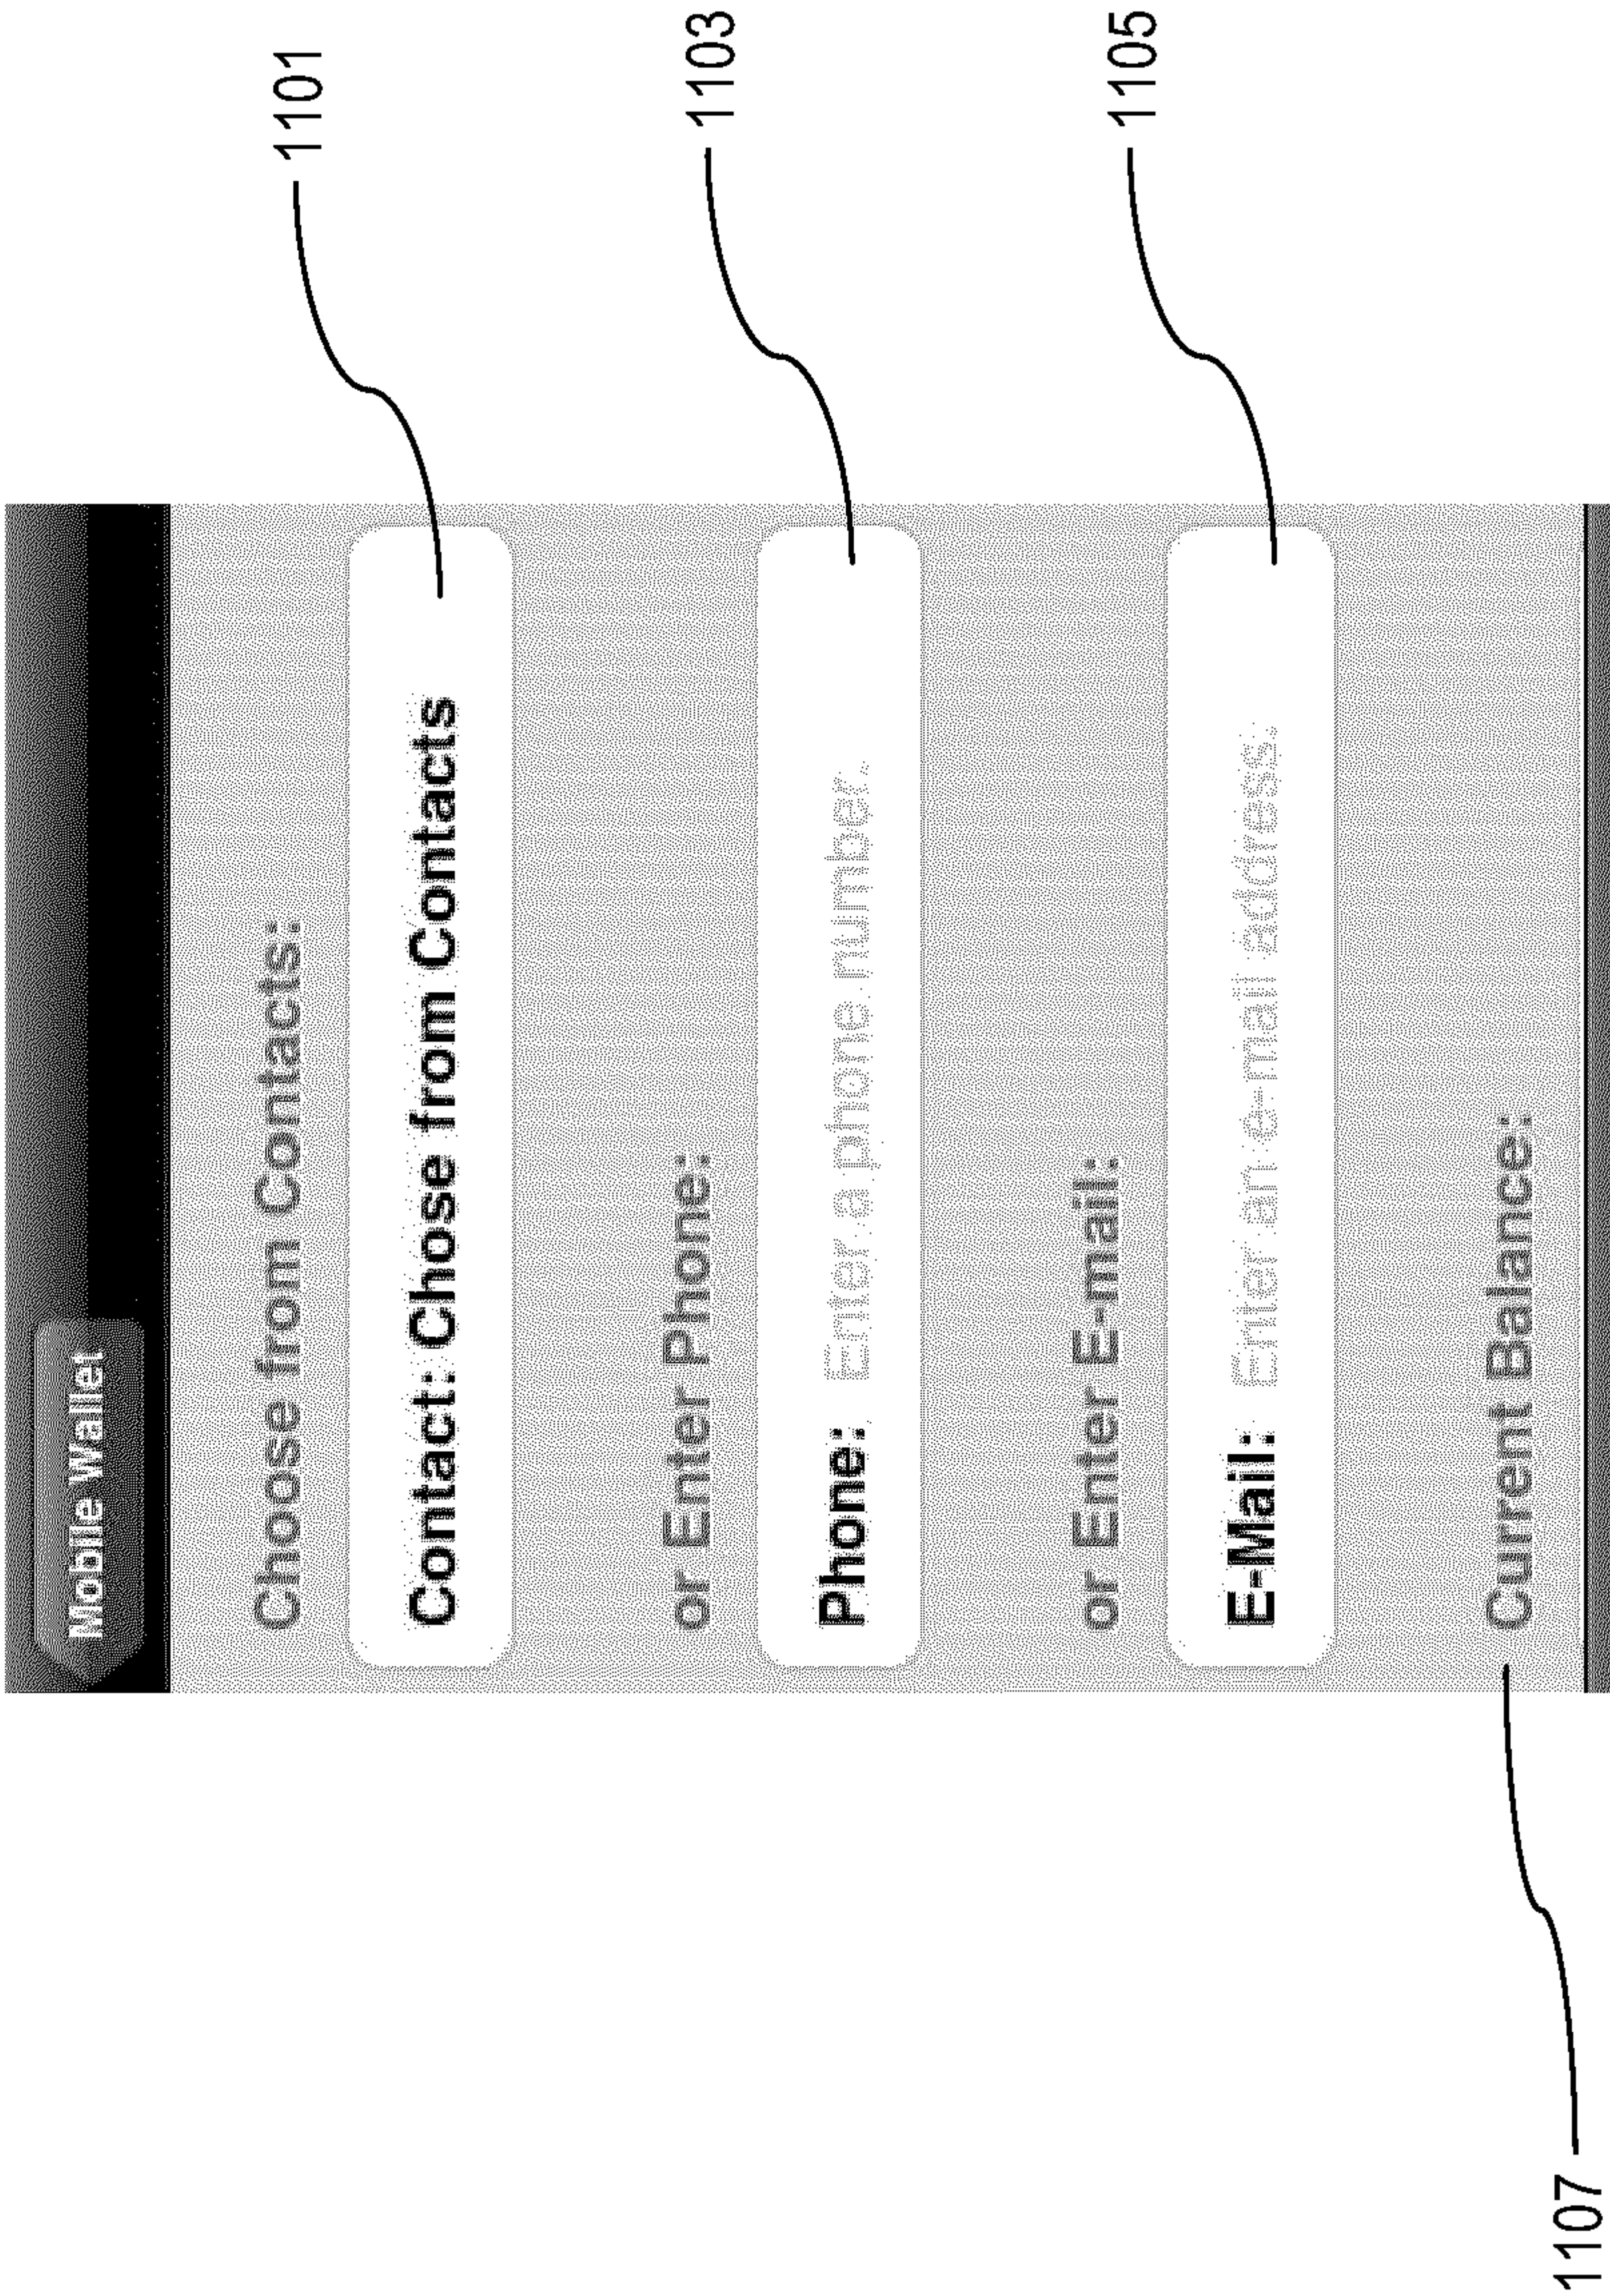 Mobile Wallet
Choose from Contacts:
Contact: Chose from Contacts
1101
or Enter Phone:
Phone: Enter a phone number.
1103
or Enter E-mail:
E-Mail: Enter an e-mail address.
1105
Current Balance:
1107